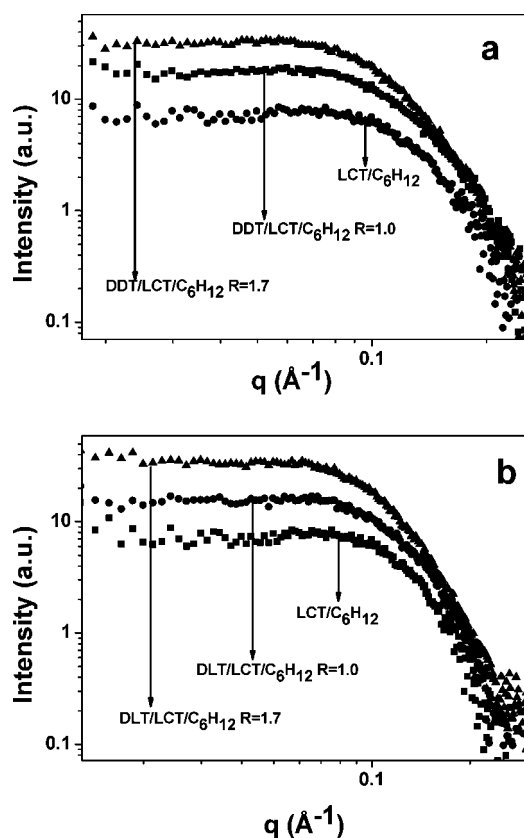 a
Intensity (a.u.)
10
1
0.1
LCT/C6H12
DDT/LCT/C6H12 R=1.0
DDT/LCT/C6H12 R=1.7
0.1
q (Å-1)
b
Intensity (a.u.)
10
1
0.1
LCT/C6H12
DLT/LCT/C6H12 R=1.0
DLT/LCT/C6H12 R=1.7
0.1
q (Å-1)